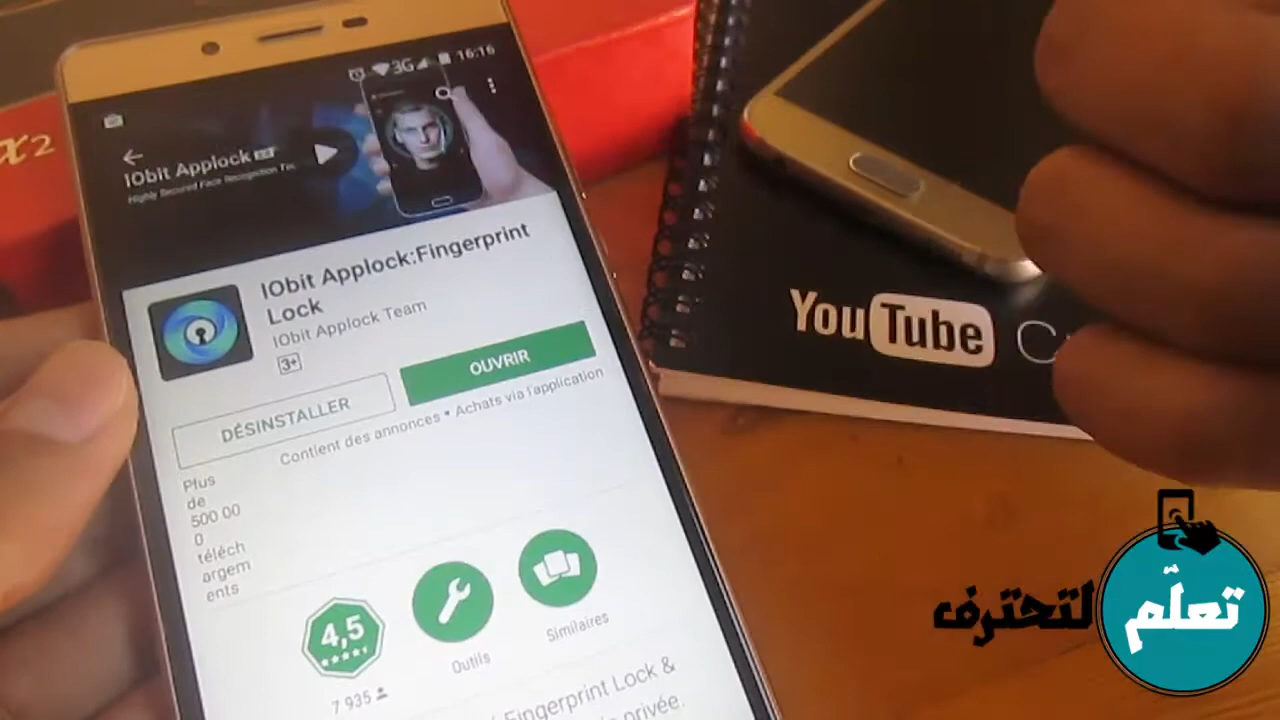 3G 16:16
x2
IObit Applock
Highly Secured Face Recognition
IObit Applock:Fingerprint
Lock
IObit Applock Team
3+
DÉSINSTALLER
OUVRIR
Contient des annonces • Achats via l'application
Plus
de
500 00
0
téléch
argem
ents
4,5
7 935
Outils
Similaires
Fingerprint Lock &
privée.
YouTube C
تعلّم
لتحترف